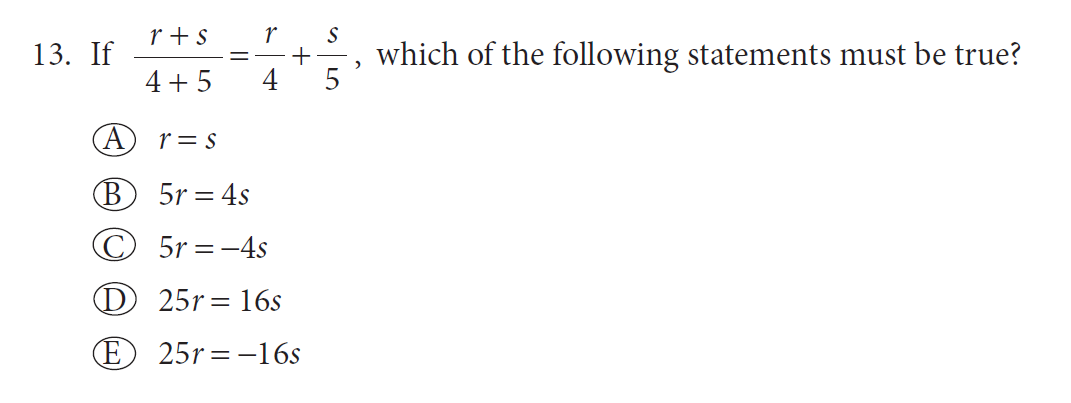 13. If (r + s)/(4 + 5) = r/4 + s/5, which of the following statements must be true?
(A) r = s
(B) 5r = 4s
(C) 5r = −4s
(D) 25r = 16s
(E) 25r = −16s